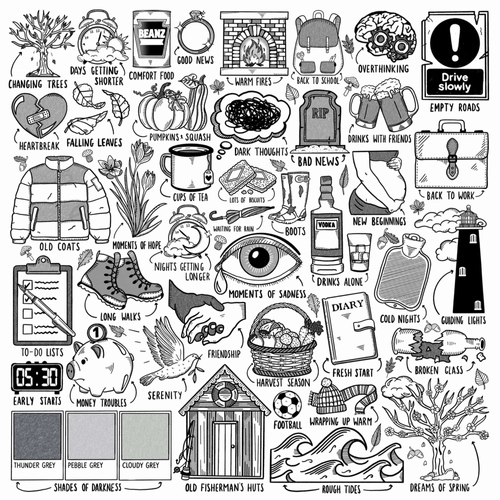 CHANGING TREES
DAYS GETTING
SHORTER
BEANZ
COMFORT FOOD
GOOD NEWS
WARM FIRES
BACK TO SCHOOL
OVERTHINKING
!
Drive
slowly
EMPTY ROADS
HEARTBREAK
FALLING LEAVES
PUMPKINS & SQUASH
DARK THOUGHTS
RIP
BAD NEWS
DRINKS WITH FRIENDS
BACK TO WORK
OLD COATS
MOMENTS OF HOPE
CUPS OF TEA
LOTS OF BISCUITS
WAITING FOR RAIN
BOOTS
VODKA
DRINKS ALONE
NEW BEGINNINGS
NIGHTS GETTING
LONGER
MOMENTS OF SADNESS
COLD NIGHTS
GUIDING LIGHTS
TO-DO LISTS
LONG WALKS
FRIENDSHIP
HARVEST SEASON
DIARY
FRESH START
BROKEN GLASS
05:30
EARLY STARTS
1
MONEY TROUBLES
SERENITY
FOOTBALL
WRAPPING UP WARM
THUNDER GREY
PEBBLE GREY
CLOUDY GREY
SHADES OF DARKNESS
OLD FISHERMAN'S HUTS
ROUGH TIDES
DREAMS OF SPRING